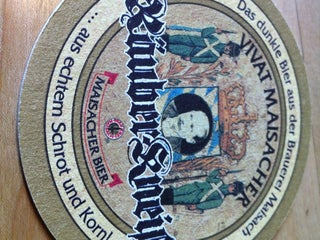 Das dunkle Bier aus der Brauerei Maisach
VIVAT MAISACHER
Räuber Kneißl
MAISACHER BIER
... aus echtem Schrot und Korn!